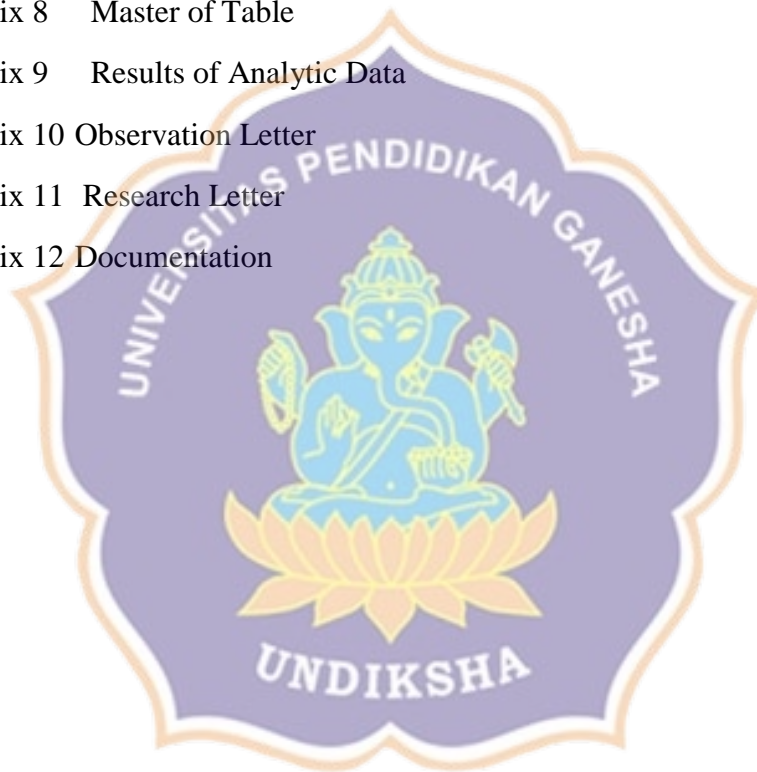 ix 8 Master of Table
ix 9 Results of Analytic Data
ix 10 Observation Letter
ix 11 Research Letter
ix 12 Documentation
UNIVERSITAS PENDIDIKAN GANESHA
UNDIKSHA